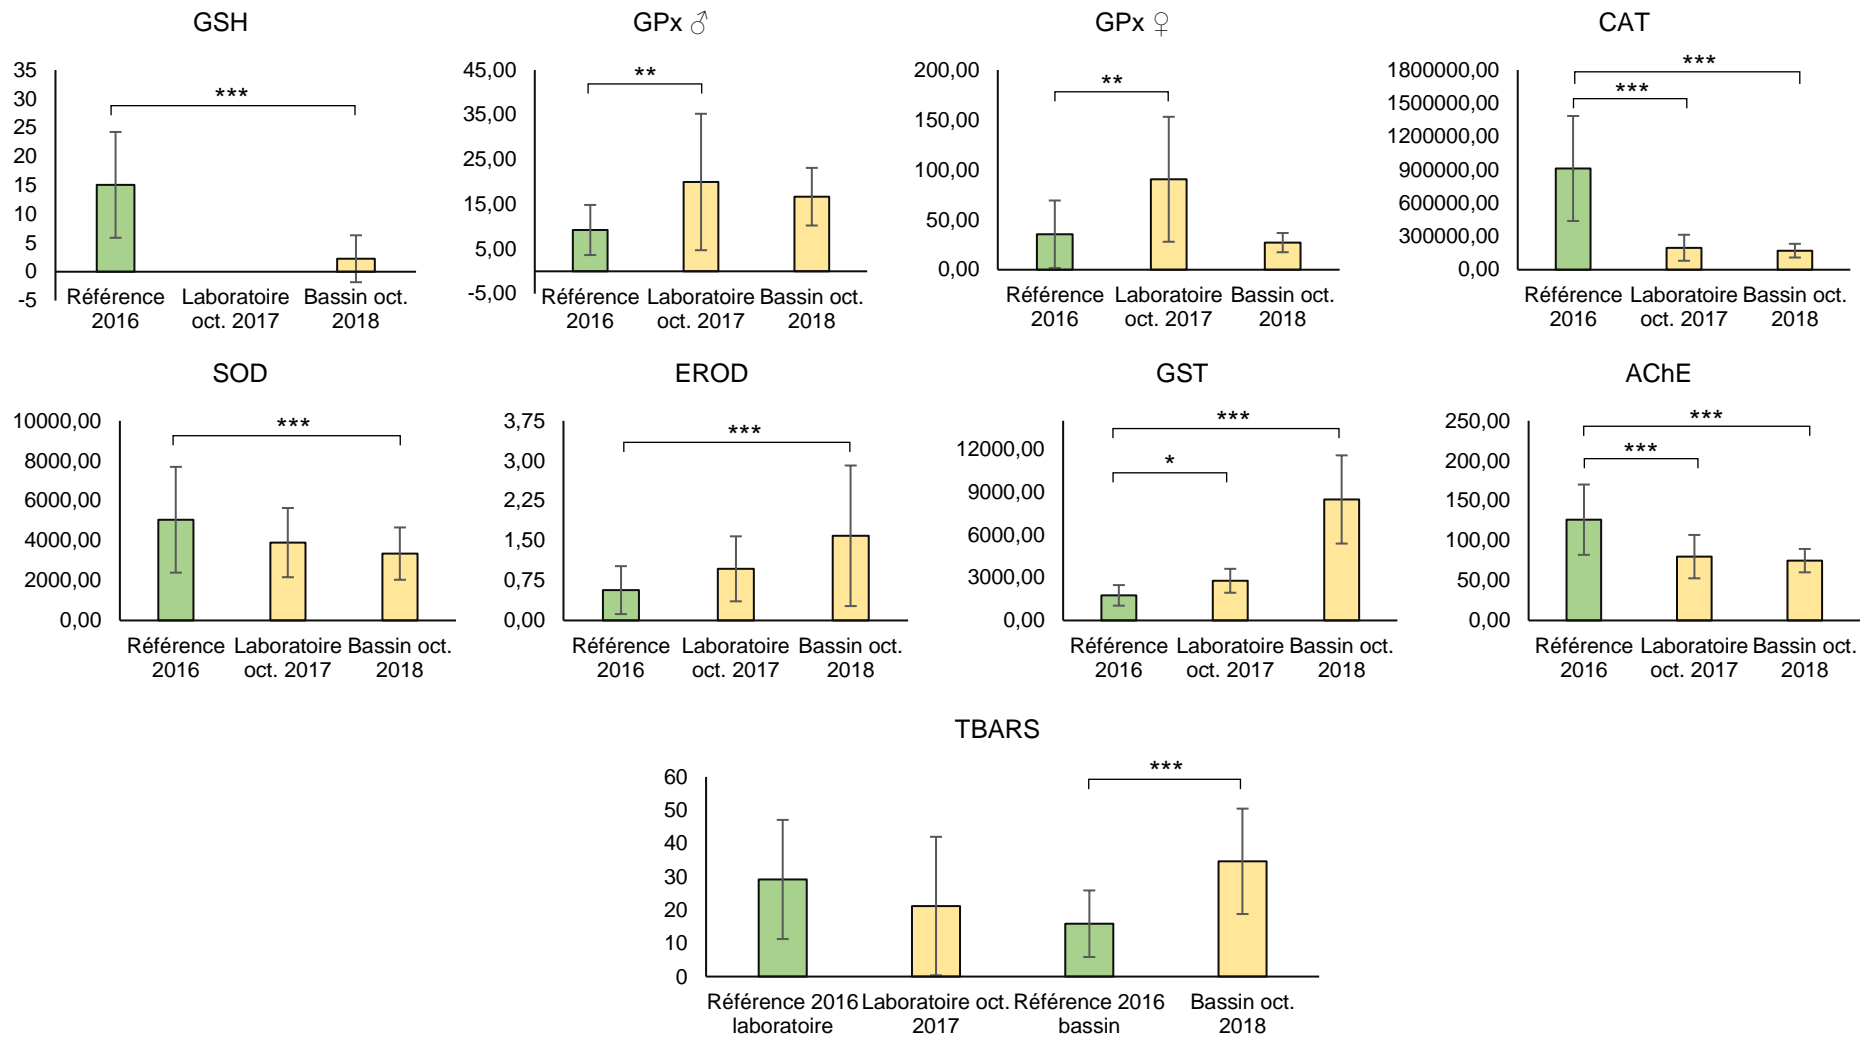 GSH
***
35
30
25
20
15
10
5
0
-5
Référence Laboratoire Bassin oct.
2016 oct. 2017 2018
GPx ♂
**
45,00
35,00
25,00
15,00
5,00
-5,00
Référence Laboratoire Bassin oct.
2016 oct. 2017 2018
GPx ♀
**
200,00
150,00
100,00
50,00
0,00
Référence Laboratoire Bassin oct.
2016 oct. 2017 2018
CAT
***
***
1800000,00
1500000,00
1200000,00
900000,00
600000,00
300000,00
0,00
Référence Laboratoire Bassin oct.
2016 oct. 2017 2018
SOD
***
10000,00
8000,00
6000,00
4000,00
2000,00
0,00
Référence Laboratoire Bassin oct.
2016 oct. 2017 2018
EROD
***
3,75
3,00
2,25
1,50
0,75
0,00
Référence Laboratoire Bassin oct.
2016 oct. 2017 2018
GST
***
*
12000,00
9000,00
6000,00
3000,00
0,00
Référence Laboratoire Bassin oct.
2016 oct. 2017 2018
AChE
***
***
250,00
200,00
150,00
100,00
50,00
0,00
Référence Laboratoire Bassin oct.
2016 oct. 2017 2018
TBARS
***
60
50
40
30
20
10
0
Référence 2016 Laboratoire oct. Référence 2016 Bassin oct.
laboratoire 2017 bassin 2018